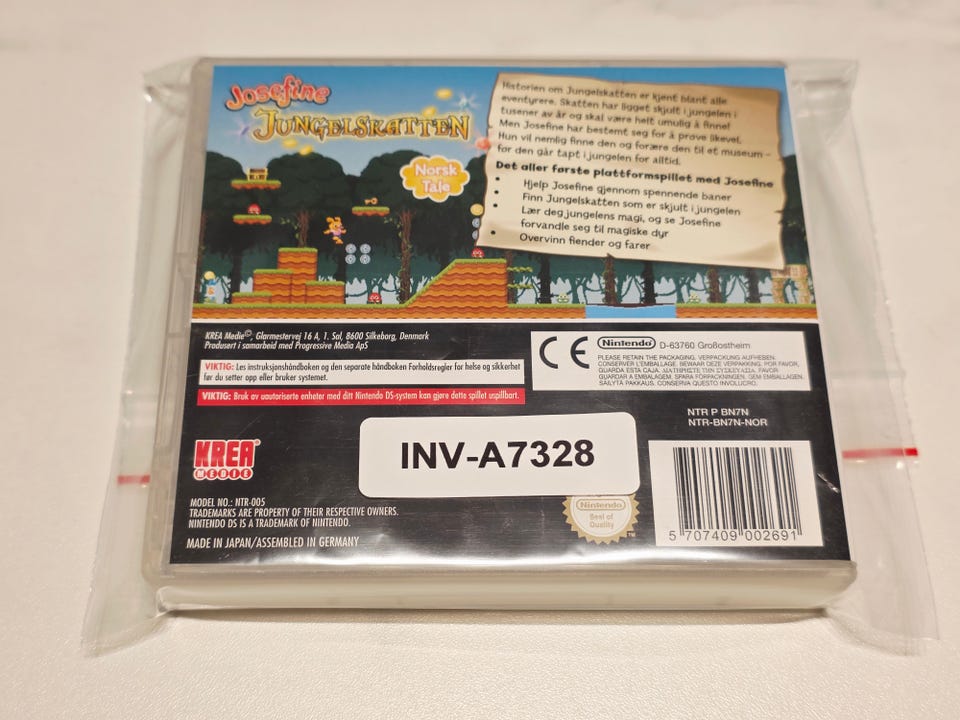 Josefine
JUNGELSKATTEN
Norsk
Tale
Historien om Jungelskatten er kjent blant alle
eventyrere. Skatten har ligget skjult i jungelen i
tusener av år og skal være helt umulig å finne!
Men Josefine har bestemt seg for å prøve likevel.
Hun vil nemlig finne den og forære den til et museum –
før den går tapt i jungelen for alltid.
Det aller første plattformspillet med Josefine
• Hjelp Josefine gjennom spennende baner
• Finn Jungelskatten som er skjult i jungelen
• Lær deg jungelens magi, og se Josefine
forvandle seg til magiske dyr
• Overvinn fiender og farer
KREA Medie©, Glarmestervej 16 A, 1. Sal, 8600 Silkeborg, Denmark
Produsert i samarbeid med Progressive Media ApS
VIKTIG: Les instruksjonshåndboken og den separate håndboken Forholdsregler for helse og sikkerhet
før du setter opp eller bruker systemet.
VIKTIG: Bruk av uautoriserte enheter med ditt Nintendo DS-system kan gjøre dette spillet uspillbart.
CE
Nintendo D-63760 Großostheim
PLEASE RETAIN THE PACKAGING. VERPACKUNG AUFHEBEN.
CONSERVER L'EMBALLAGE. BEWAAR DEZE VERPAKKING. POR FAVOR,
GUARDA ESTA CAJA. ΔΙΑΤΗΡΗΣΤΕ ΤΗΝ ΣΥΣΚΕΥΑΣΙΑ. FAVOR
GUARDAR A EMBALAGEM. SPARA FÖRPACKNINGEN. GEM EMBALLAGEN.
SÄILYTÄ PAKKAUS. CONSERVA QUESTO INVOLUCRO.
NTR P BN7N
NTR-BN7N-NOR
INV-A7328
KREA®
MEDIE
Nintendo
Seal of
Quality
TM
MODEL NO.: NTR-005
TRADEMARKS ARE PROPERTY OF THEIR RESPECTIVE OWNERS.
NINTENDO DS IS A TRADEMARK OF NINTENDO.
MADE IN JAPAN/ASSEMBLED IN GERMANY
5 707409 002691